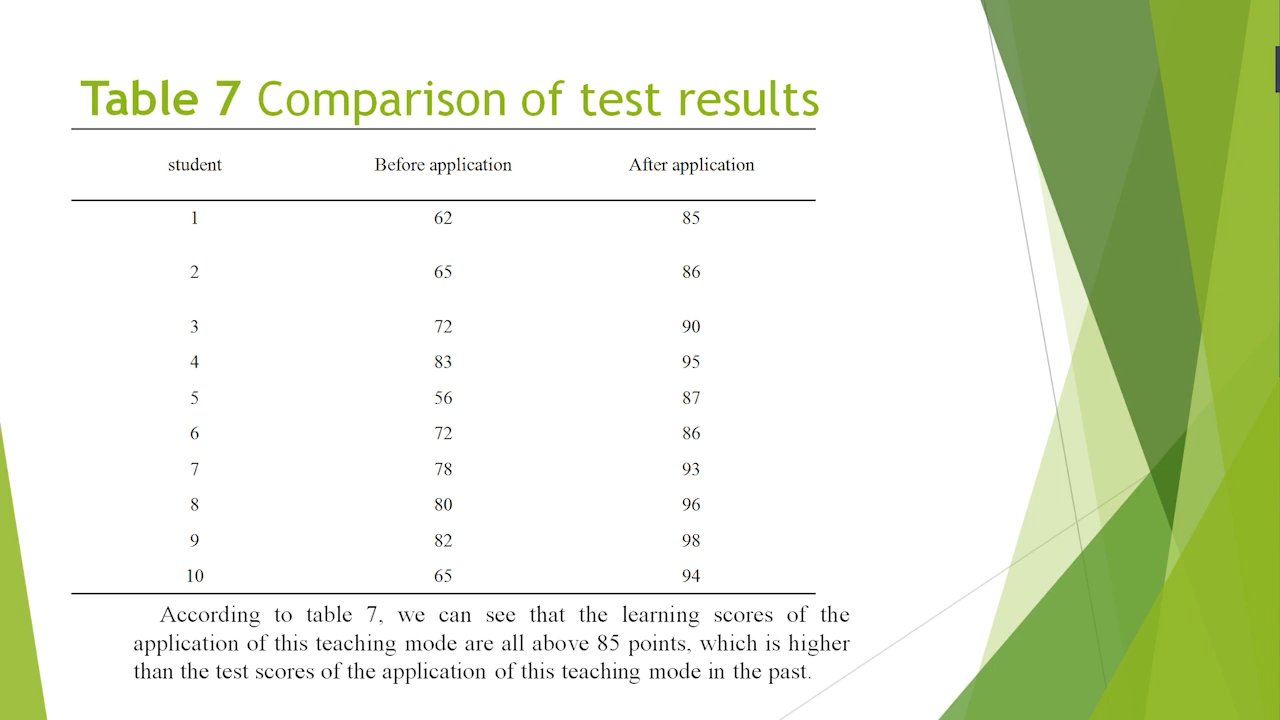 Table 7 Comparison of test results
student Before application After application
1 62 85
2 65 86
3 72 90
4 83 95
5 56 87
6 72 86
7 78 93
8 80 96
9 82 98
10 65 94
According to table 7, we can see that the learning scores of the
application of this teaching mode are all above 85 points, which is higher
than the test scores of the application of this teaching mode in the past.